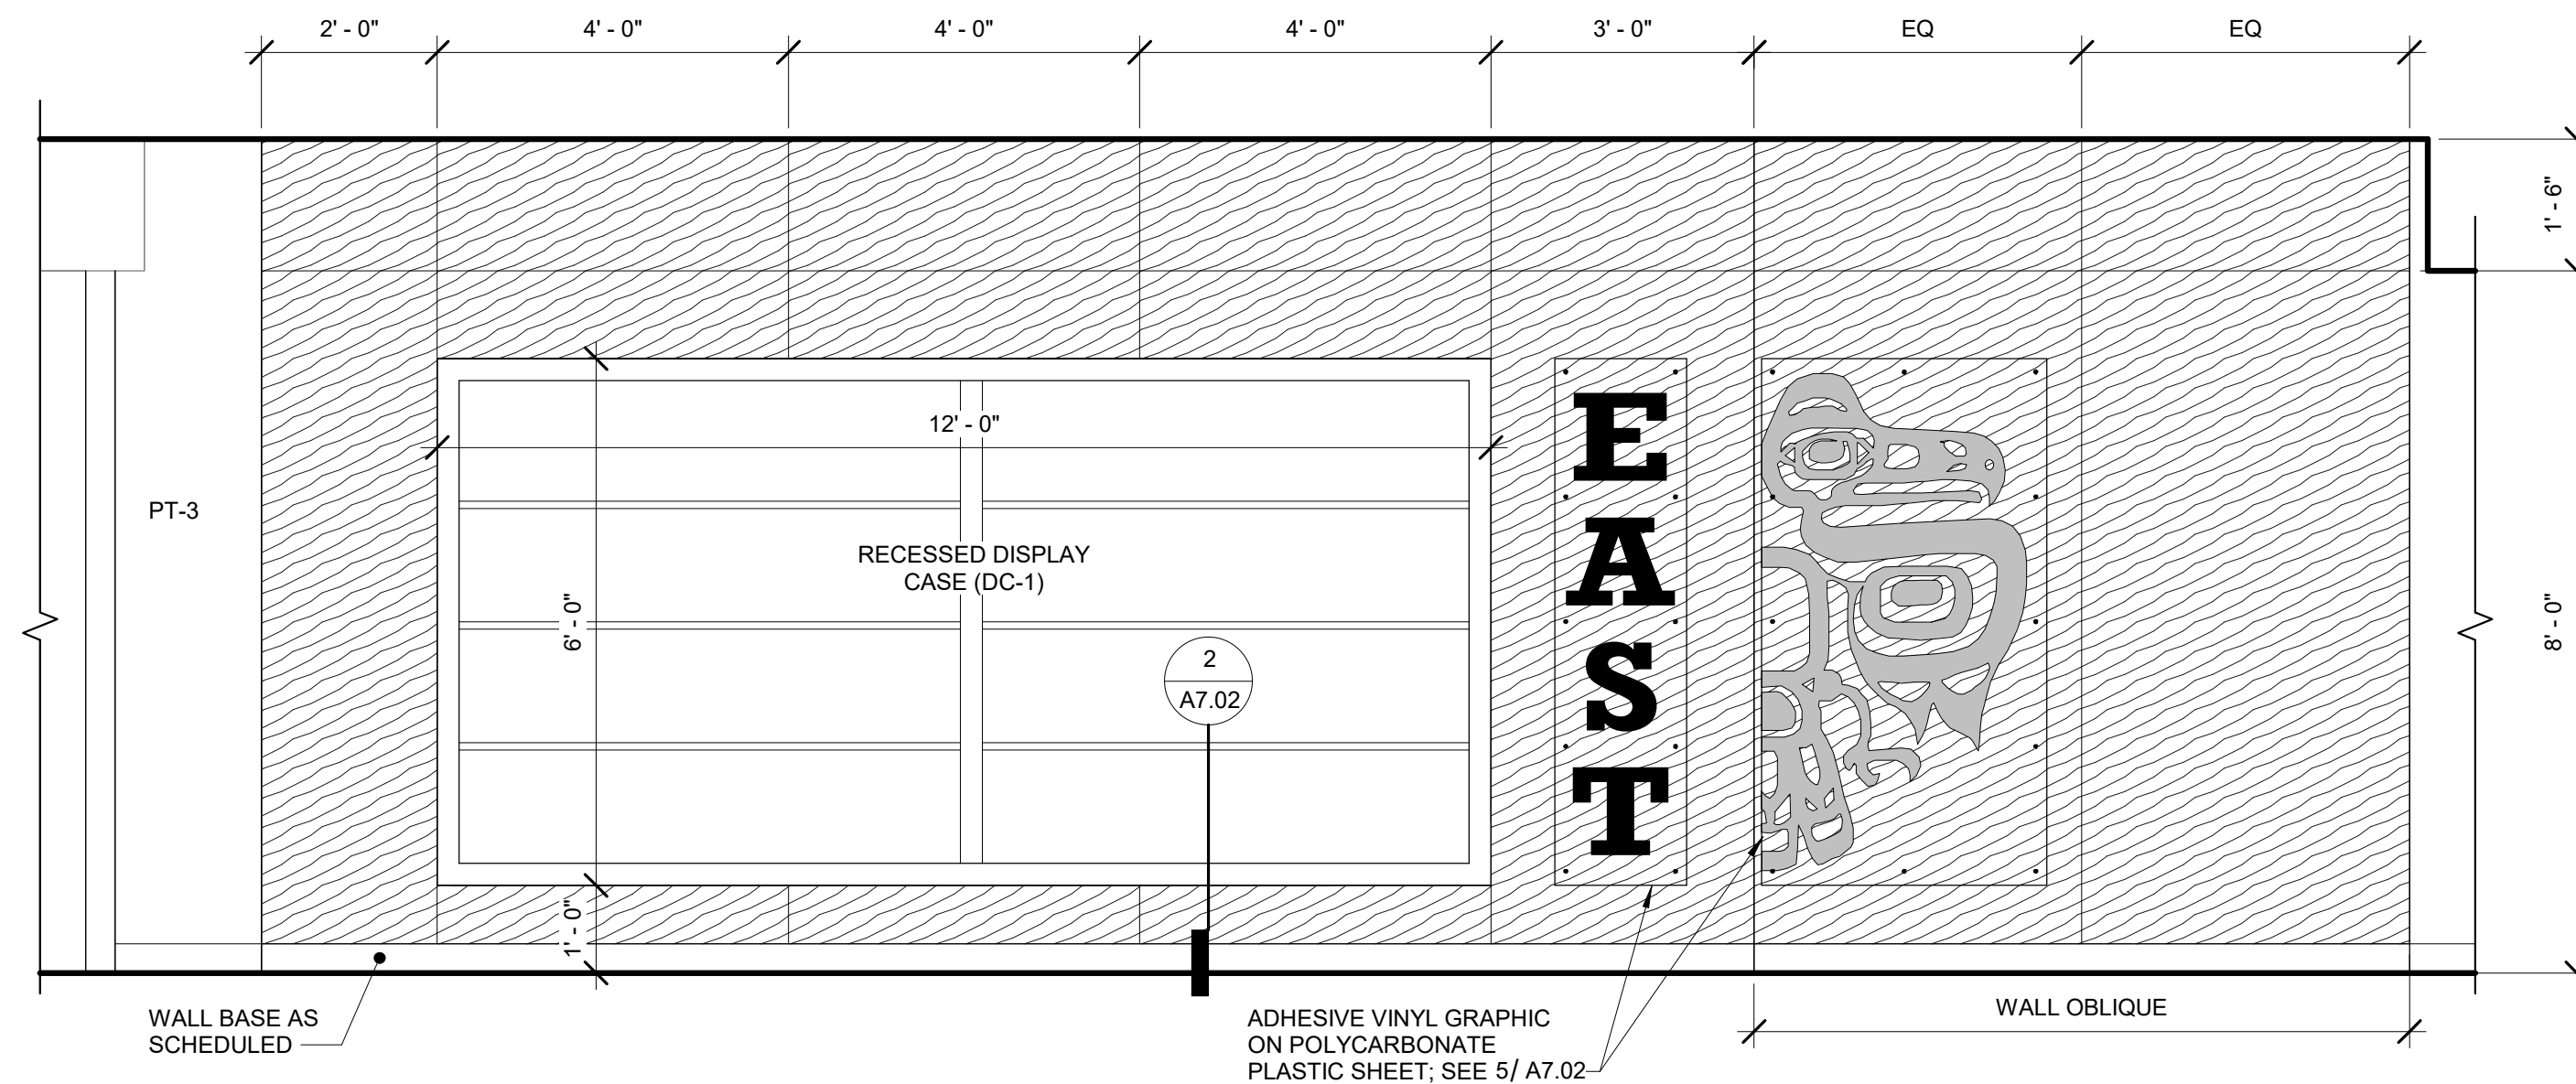 2' - 0"
4' - 0"
4' - 0"
4' - 0"
3' - 0"
EQ
EQ
1' - 6"
12' - 0"
PT-3
RECESSED DISPLAY
CASE (DC-1)
6' - 0"
8' - 0"
2
A7.02
E
A
S
T
1' - 0"
WALL BASE AS
SCHEDULED
ADHESIVE VINYL GRAPHIC
ON POLYCARBONATE
PLASTIC SHEET; SEE 5/ A7.02
WALL OBLIQUE